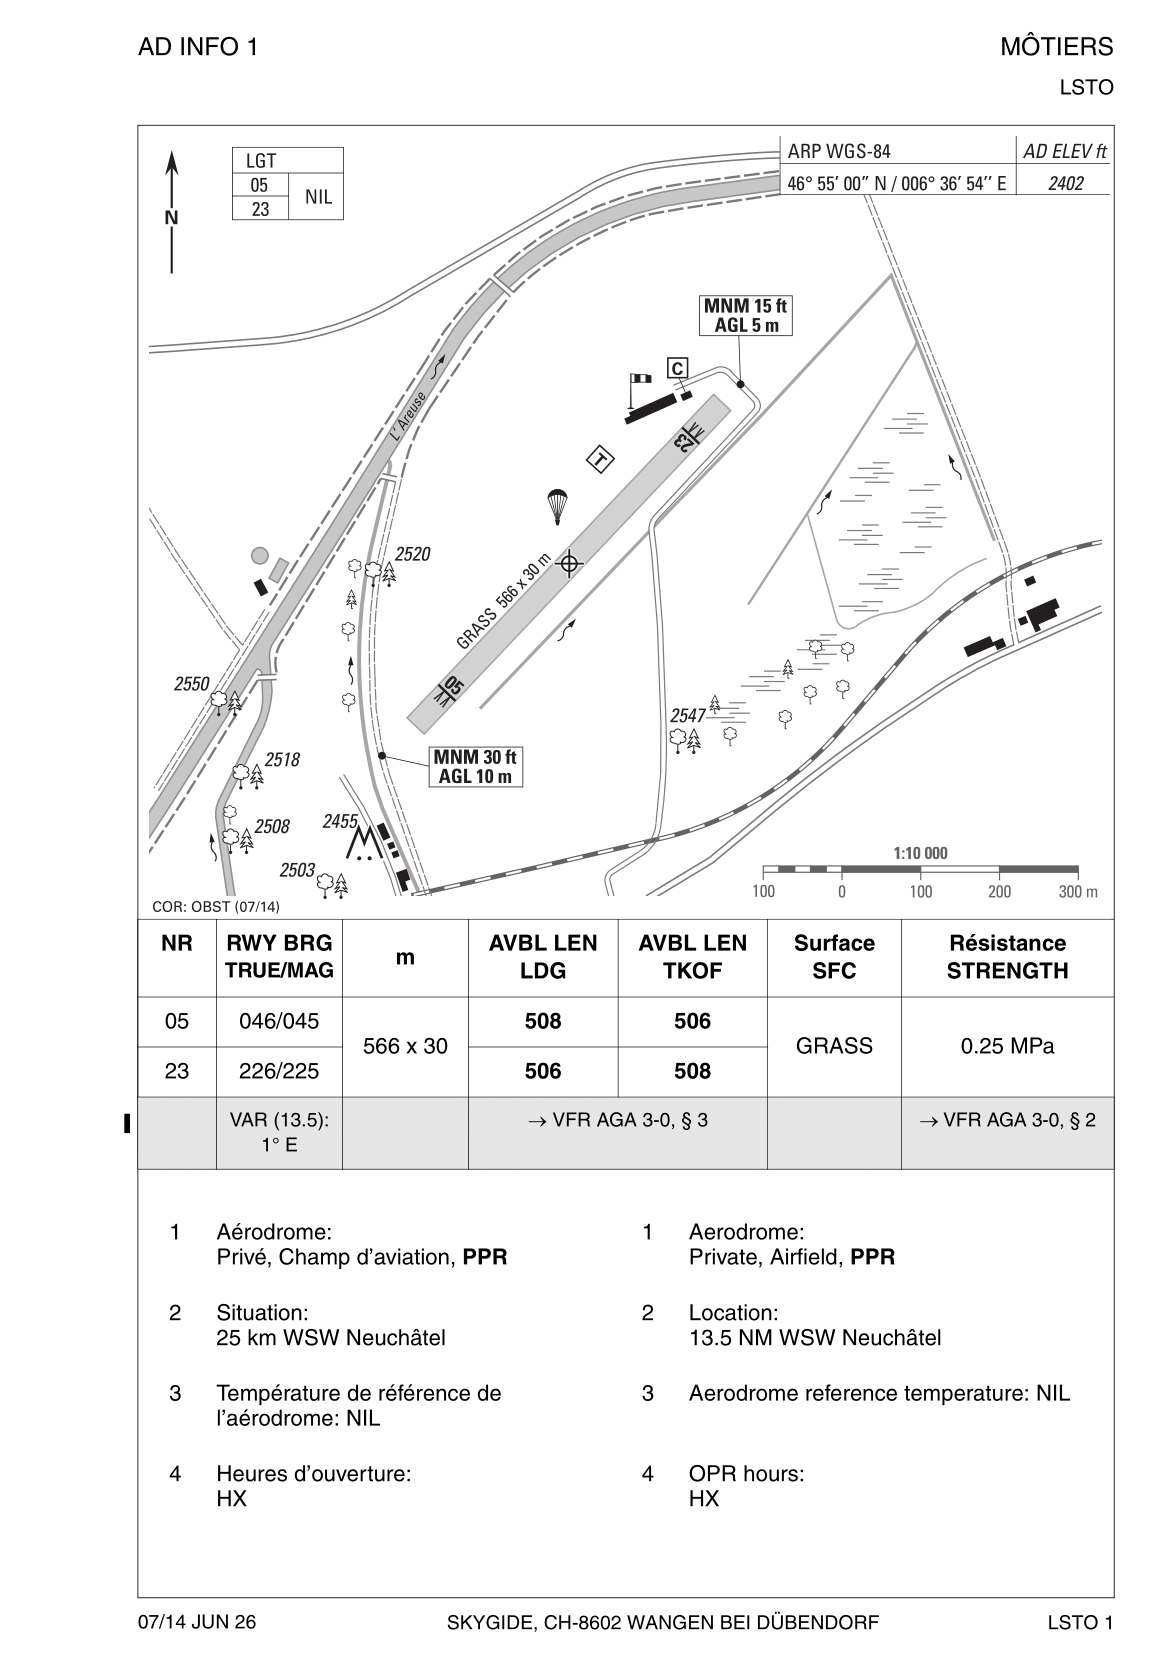 AD INFO 1
MÔTIERS
LSTO
N
LGT
05
23
NIL
ARP WGS-84
AD ELEV ft
46° 55′ 00″ N / 006° 36′ 54″ E
2402
MNM 15 ft
AGL 5 m
C
L'Areuse
23
T
2520
GRASS 566 x 30 m
05
2550
2547
MNM 30 ft
AGL 10 m
2518
2508
2455
2503
1:10 000
100 0 100 200 300 m
COR: OBST (07/14)
NR
RWY BRG
TRUE/MAG
m
AVBL LEN
LDG
AVBL LEN
TKOF
Surface
SFC
Résistance
STRENGTH
05
046/045
566 x 30
508
506
GRASS
0.25 MPa
23
226/225
506
508
VAR (13.5):
1° E
→ VFR AGA 3-0, § 3
→ VFR AGA 3-0, § 2
1 Aérodrome:
Privé, Champ d'aviation, PPR
2 Situation:
25 km WSW Neuchâtel
3 Température de référence de
l'aérodrome: NIL
4 Heures d'ouverture:
HX
1 Aerodrome:
Private, Airfield, PPR
2 Location:
13.5 NM WSW Neuchâtel
3 Aerodrome reference temperature: NIL
4 OPR hours:
HX
07/14 JUN 26
SKYGIDE, CH-8602 WANGEN BEI DÜBENDORF
LSTO 1